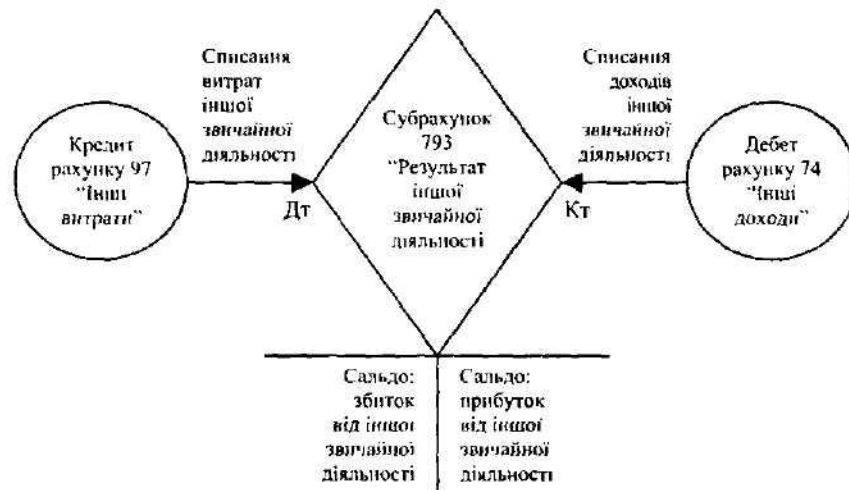 Списання
витрат
іншої
звичайної
діяльності
Списання
доходів
іншої
звичайної
діяльності
Кредит
рахунку 97
“Інші
витрати”
Субрахунок
793
“Результат
іншої
звичайної
діяльності
Дебет
рахунку 74
“Інші
доходи”
Дт
Кт
Сальдо:
збиток
від іншої
звичайної
діяльності
Сальдо:
прибуток
від іншої
звичайної
діяльності